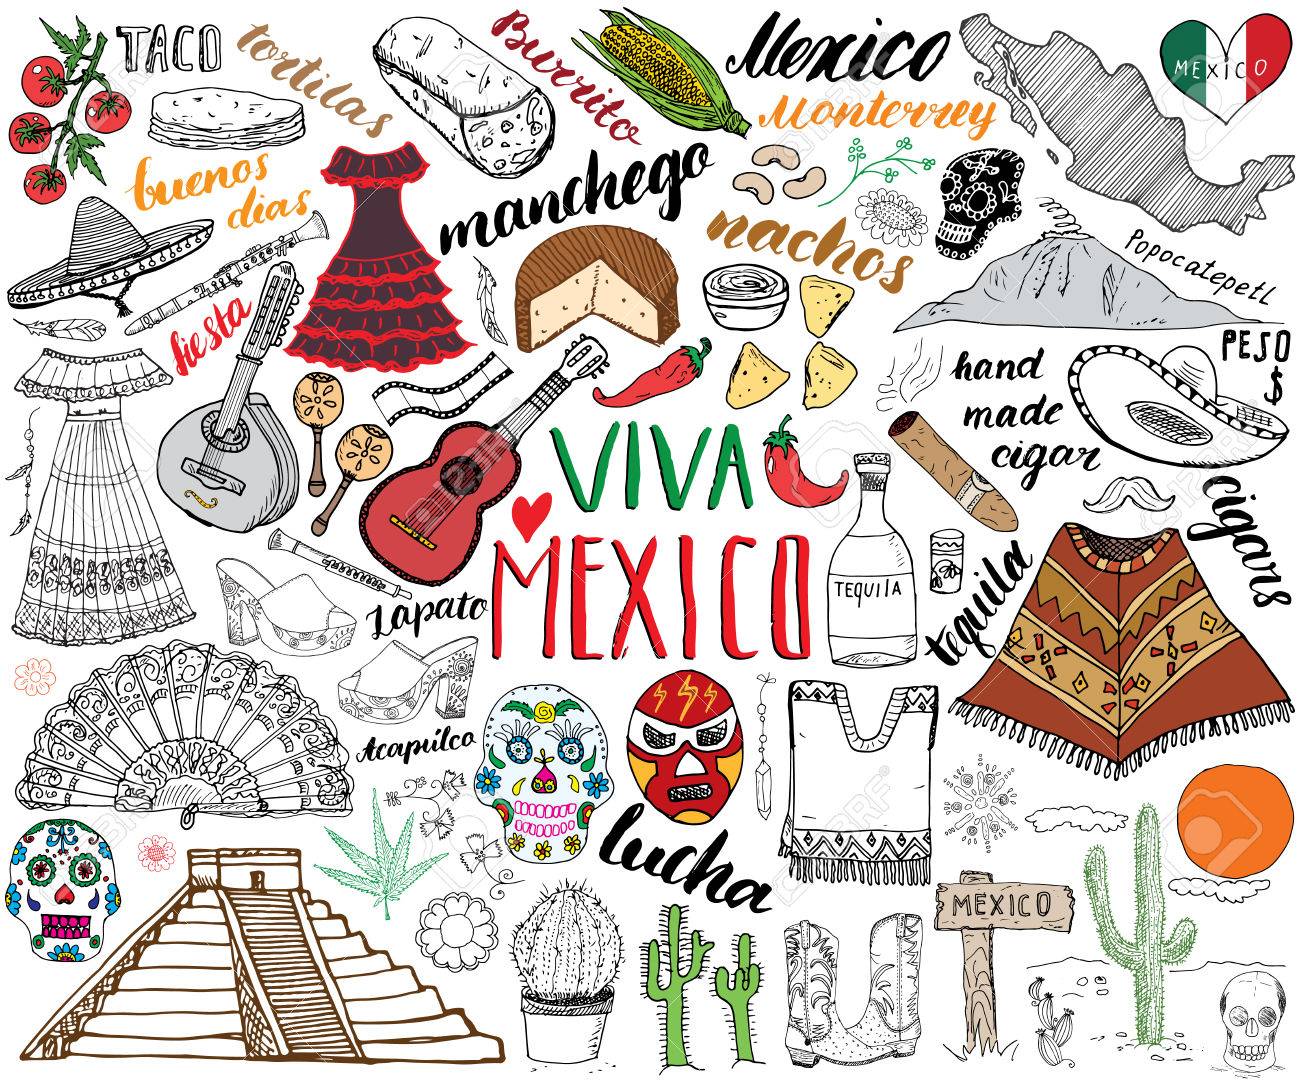 TACO
tortilas
Burrito
Mexico
MEXICO
Monterrey
buenos
dias
manchego
nachos
Popocatepetl
fiesta
PESO
$
hand
made
cigar
VIVA
MEXICO
TEQUILA
tequila
cigars
Zapato
Acapulco
lucha
MEXICO